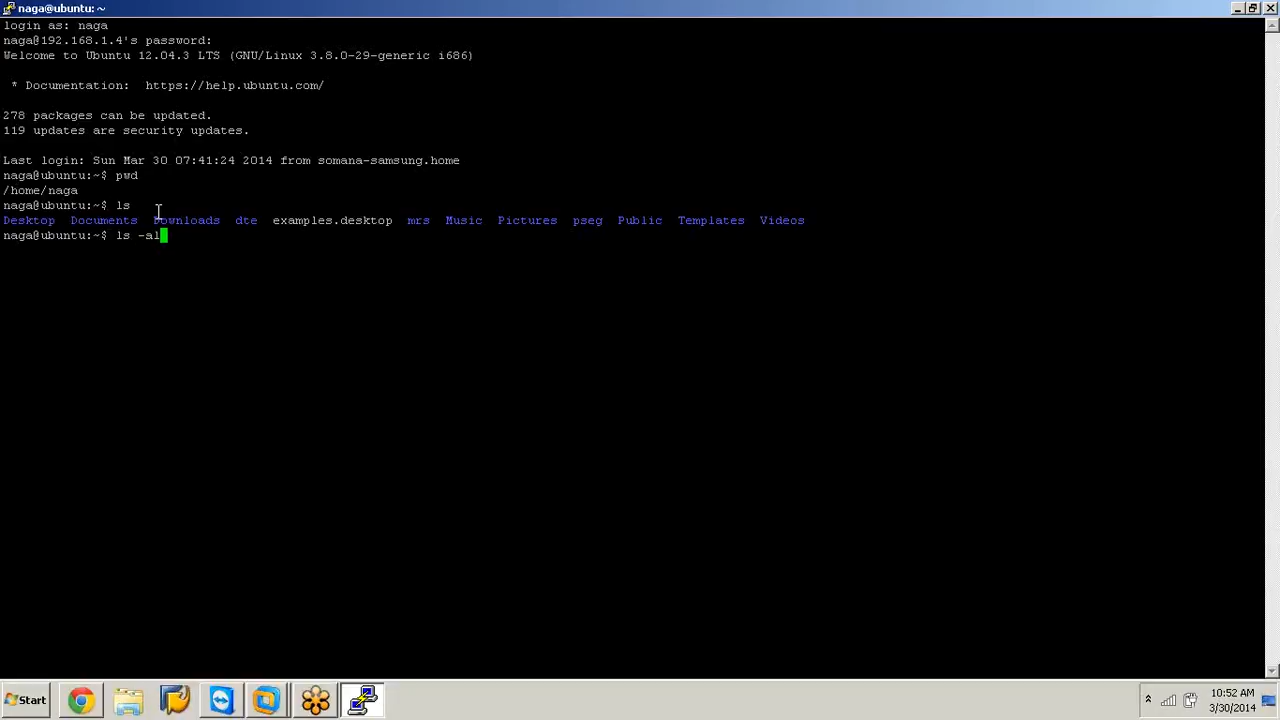 naga@ubuntu: ~
login as: naga
naga@192.168.1.4's password:
Welcome to Ubuntu 12.04.3 LTS (GNU/Linux 3.8.0-29-generic i686)
* Documentation:  https://help.ubuntu.com/
278 packages can be updated.
119 updates are security updates.
Last login: Sun Mar 30 07:41:24 2014 from somana-samsung.home
naga@ubuntu:~$ pwd
/home/naga
naga@ubuntu:~$ ls
Desktop  Documents  Downloads  dte  examples.desktop  mrs  Music  Pictures  pseg  Public  Templates  Videos
naga@ubuntu:~$ ls -al
Start
10:52 AM
3/30/2014